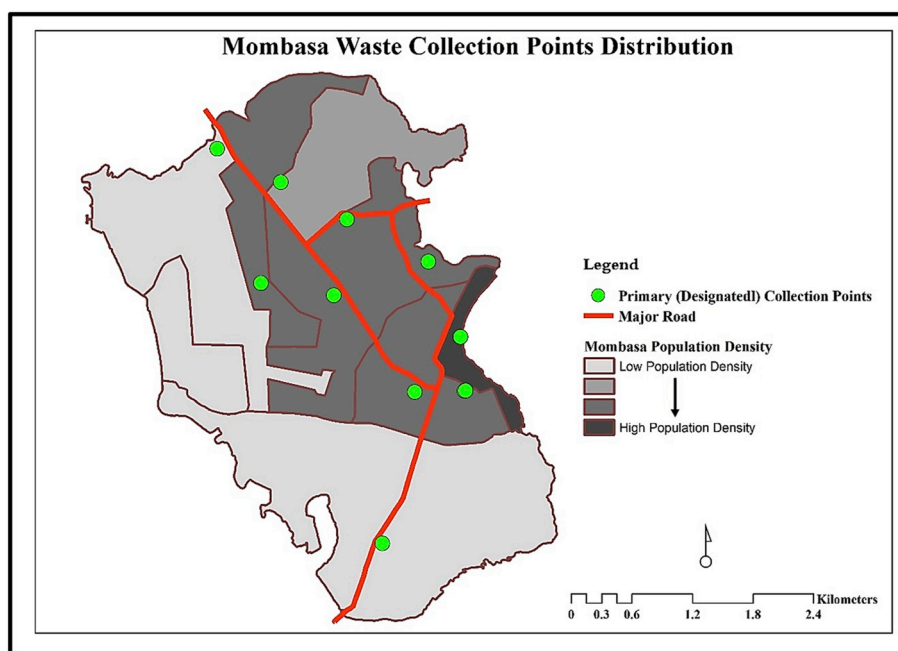 Mombasa Waste Collection Points Distribution
Legend
Primary (Designatedl) Collection Points
Major Road
Mombasa Population Density
Low Population Density
High Population Density
Kilometers
0 0.3 0.6 1.2 1.8 2.4